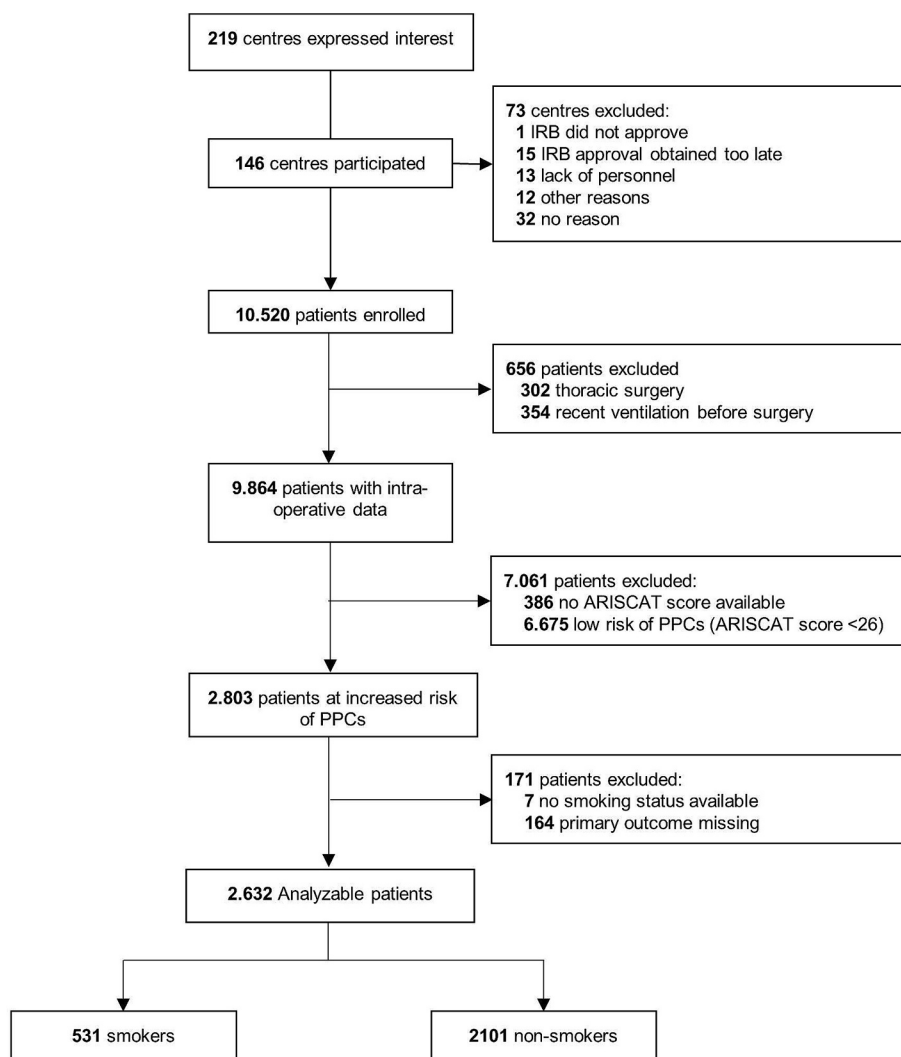 219 centres expressed interest
73 centres excluded:
1 IRB did not approve
15 IRB approval obtained too late
13 lack of personnel
12 other reasons
32 no reason
146 centres participated
10.520 patients enrolled
656 patients excluded
302 thoracic surgery
354 recent ventilation before surgery
9.864 patients with intra-
operative data
7.061 patients excluded:
386 no ARISCAT score available
6.675 low risk of PPCs (ARISCAT score <26)
2.803 patients at increased risk
of PPCs
171 patients excluded:
7 no smoking status available
164 primary outcome missing
2.632 Analyzable patients
531 smokers
2101 non-smokers